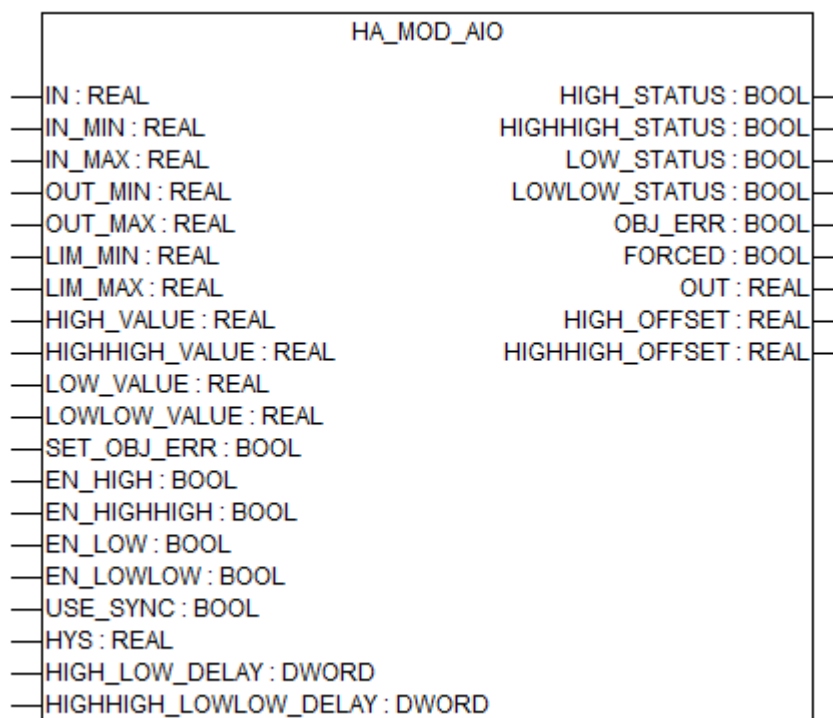 HA_MOD_AIO
IN : REAL
HIGH_STATUS : BOOL
IN_MIN : REAL
HIGHHIGH_STATUS : BOOL
IN_MAX : REAL
LOW_STATUS : BOOL
OUT_MIN : REAL
LOWLOW_STATUS : BOOL
OUT_MAX : REAL
OBJ_ERR : BOOL
LIM_MIN : REAL
FORCED : BOOL
LIM_MAX : REAL
OUT : REAL
HIGH_VALUE : REAL
HIGH_OFFSET : REAL
HIGHHIGH_VALUE : REAL
HIGHHIGH_OFFSET : REAL
LOW_VALUE : REAL
LOWLOW_VALUE : REAL
SET_OBJ_ERR : BOOL
EN_HIGH : BOOL
EN_HIGHHIGH : BOOL
EN_LOW : BOOL
EN_LOWLOW : BOOL
USE_SYNC : BOOL
HYS : REAL
HIGH_LOW_DELAY : DWORD
HIGHHIGH_LOWLOW_DELAY : DWORD